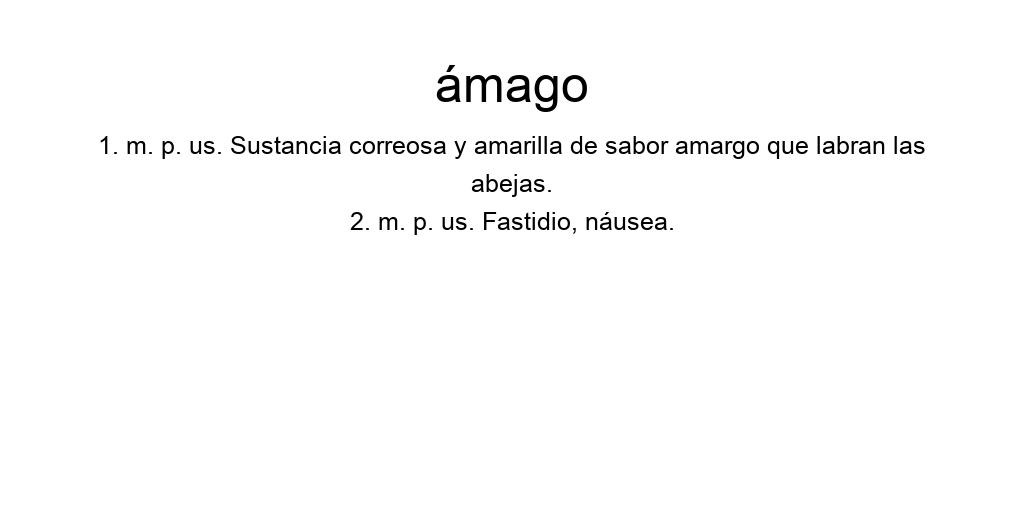 ámago
1. m. p. us. Sustancia correosa y amarilla de sabor amargo que labran las
abejas.
2. m. p. us. Fastidio, náusea.